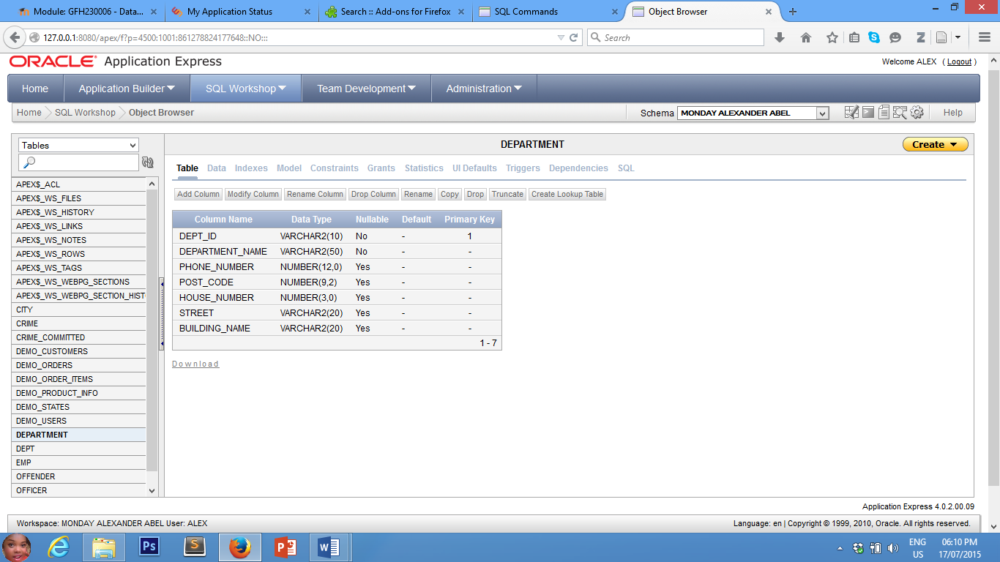 Module: GFH230006 - Data...
My Application Status
Search :: Add-ons for Firefox
SQL Commands
Object Browser
127.0.0.1:8080/apex/f?p=4500:1001:861278824177648::NO:::
Search
ORACLE Application Express
Welcome ALEX ( Logout )
Home
Application Builder
SQL Workshop
Team Development
Administration
Home
SQL Workshop
Object Browser
Schema
MONDAY ALEXANDER ABEL
Help
Tables
DEPARTMENT
Create
Table Data Indexes Model Constraints Grants Statistics UI Defaults Triggers Dependencies SQL
Add Column Modify Column Rename Column Drop Column Rename Copy Drop Truncate Create Lookup Table
Column Name Data Type Nullable Default Primary Key
DEPT_ID VARCHAR2(10) No - 1
DEPARTMENT_NAME VARCHAR2(50) No - -
PHONE_NUMBER NUMBER(12,0) Yes - -
POST_CODE NUMBER(9,2) Yes - -
HOUSE_NUMBER NUMBER(3,0) Yes - -
STREET VARCHAR2(20) Yes - -
BUILDING_NAME VARCHAR2(20) Yes - -
1 - 7
Download
APEX$_ACL
APEX$_WS_FILES
APEX$_WS_HISTORY
APEX$_WS_LINKS
APEX$_WS_NOTES
APEX$_WS_ROWS
APEX$_WS_TAGS
APEX$_WS_WEBPG_SECTIONS
APEX$_WS_WEBPG_SECTION_HIST
CITY
CRIME
CRIME_COMMITTED
DEMO_CUSTOMERS
DEMO_ORDERS
DEMO_ORDER_ITEMS
DEMO_PRODUCT_INFO
DEMO_STATES
DEMO_USERS
DEPARTMENT
DEPT
EMP
OFFENDER
OFFICER
Application Express 4.0.2.00.09
Workspace: MONDAY ALEXANDER ABEL User: ALEX
Language: en | Copyright © 1999, 2010, Oracle. All rights reserved.
Ps
S
P
W
ENG
US
06:10 PM
17/07/2015